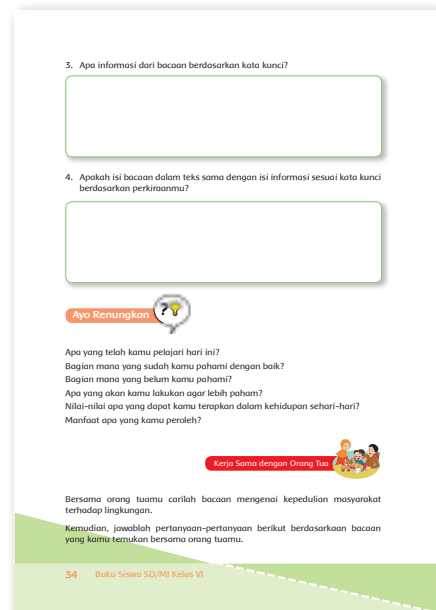 3. Apa informasi dari bacaan berdasarkan kata kunci?
4. Apakah isi bacaan dalam teks sama dengan isi informasi sesuai kata kunci
berdasarkan perkiraanmu?
Ayo Renungkan
?
Apa yang telah kamu pelajari hari ini?
Bagian mana yang sudah kamu pahami dengan baik?
Bagian mana yang belum kamu pahami?
Apa yang akan kamu lakukan agar lebih paham?
Nilai-nilai apa yang dapat kamu terapkan dalam kehidupan sehari-hari?
Manfaat apa yang kamu peroleh?
Kerja Sama dengan Orang Tua
Bersama orang tuamu carilah bacaan mengenai kepedulian masyarakat
terhadap lingkungan.
Kemudian, jawablah pertanyaan-pertanyaan berikut berdasarkaan bacaan
yang kamu temukan bersama orang tuamu.
34 Buku Siswa SD/MI Kelas VI